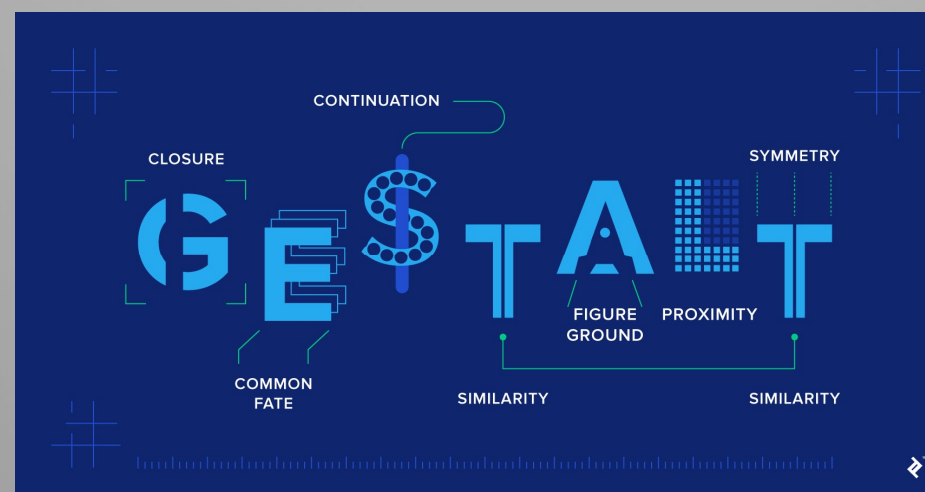 CONTINUATION
CLOSURE
SYMMETRY
GESTALT
FIGURE
GROUND
PROXIMITY
COMMON
FATE
SIMILARITY
SIMILARITY